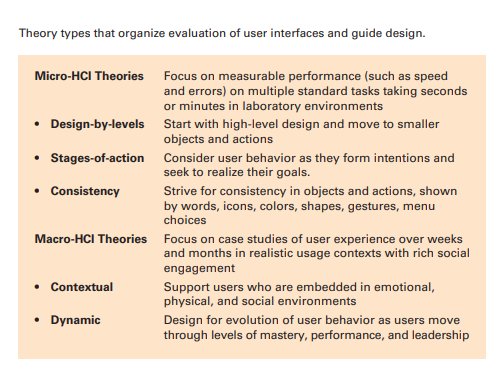 Theory types that organize evaluation of user interfaces and guide design.
Micro-HCI Theories Focus on measurable performance (such as speed
and errors) on multiple standard tasks taking seconds
or minutes in laboratory environments
• Design-by-levels Start with high-level design and move to smaller
objects and actions
• Stages-of-action Consider user behavior as they form intentions and
seek to realize their goals.
• Consistency Strive for consistency in objects and actions, shown
by words, icons, colors, shapes, gestures, menu
choices
Macro-HCI Theories Focus on case studies of user experience over weeks
and months in realistic usage contexts with rich social
engagement
• Contextual Support users who are embedded in emotional,
physical, and social environments
• Dynamic Design for evolution of user behavior as users move
through levels of mastery, performance, and leadership